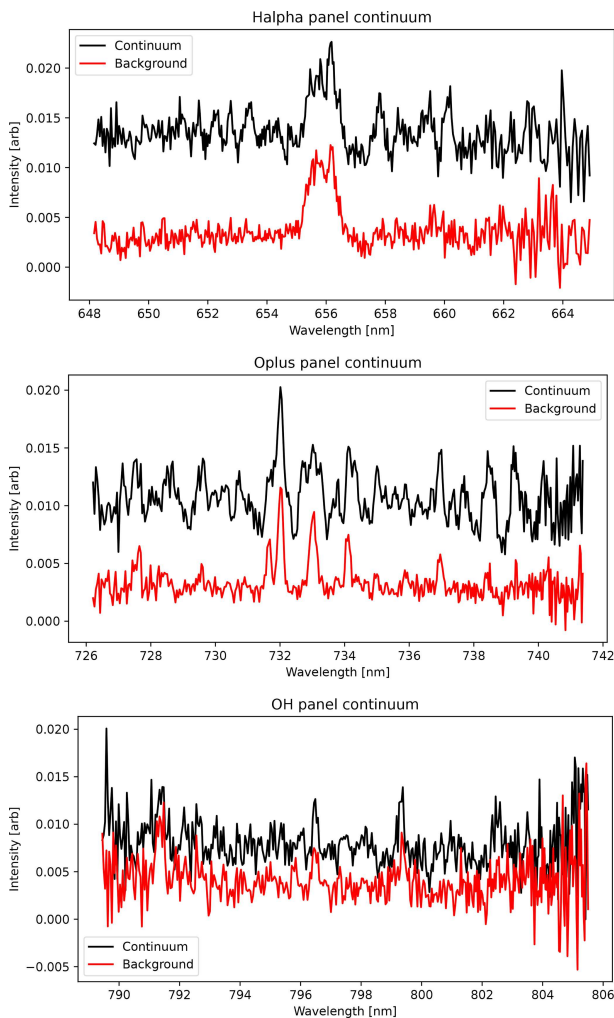 Halpha panel continuum
Continuum
Background
0.020
0.015
0.010
0.005
0.000
Intensity [arb]
648 650 652 654 656 658 660 662 664
Wavelength [nm]
Oplus panel continuum
Continuum
Background
0.020
0.015
0.010
0.005
0.000
Intensity [arb]
726 728 730 732 734 736 738 740 742
Wavelength [nm]
OH panel continuum
0.020
0.015
0.010
0.005
0.000
−0.005
Intensity [arb]
Continuum
Background
790 792 794 796 798 800 802 804 806
Wavelength [nm]